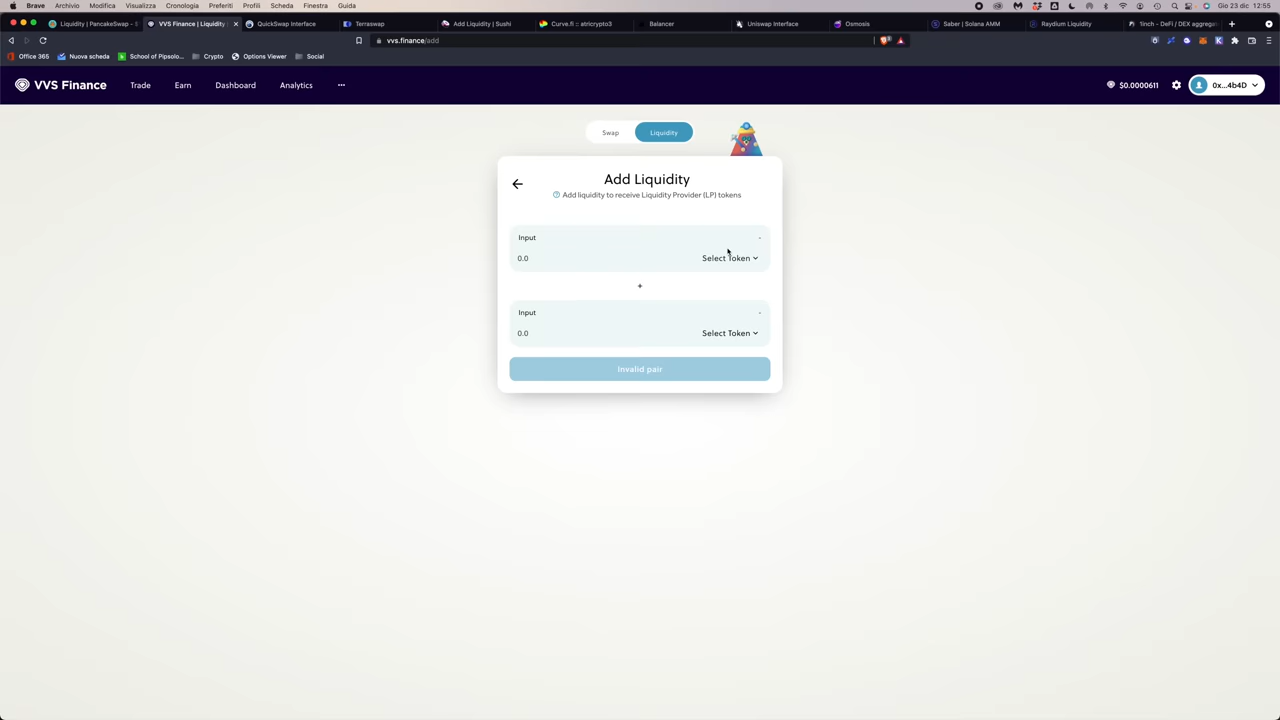 Brave Archivio Modifica Visualizza Cronologia Preferiti Profili Scheda Finestra Guida Gio 23 dic 12:55
Liquidity | PancakeSwap - $ VVS Finance | Liquidity QuickSwap Interface Terraswap Add Liquidity | Sushi Curve.fi :: atricrypto3 Balancer Uniswap Interface Osmosis Saber | Solana AMM Raydium Liquidity 1inch - DeFi / DEX aggrega
vvs.finance/add
Office 365 Nuova scheda School of Pipsolo... Crypto Options Viewer Social
VVS Finance Trade Earn Dashboard Analytics ••• $0.0000611 0x...4b4D
Swap Liquidity
Add Liquidity
Add liquidity to receive Liquidity Provider (LP) tokens
Input -
0.0 Select Token
+
Input -
0.0 Select Token
Invalid pair